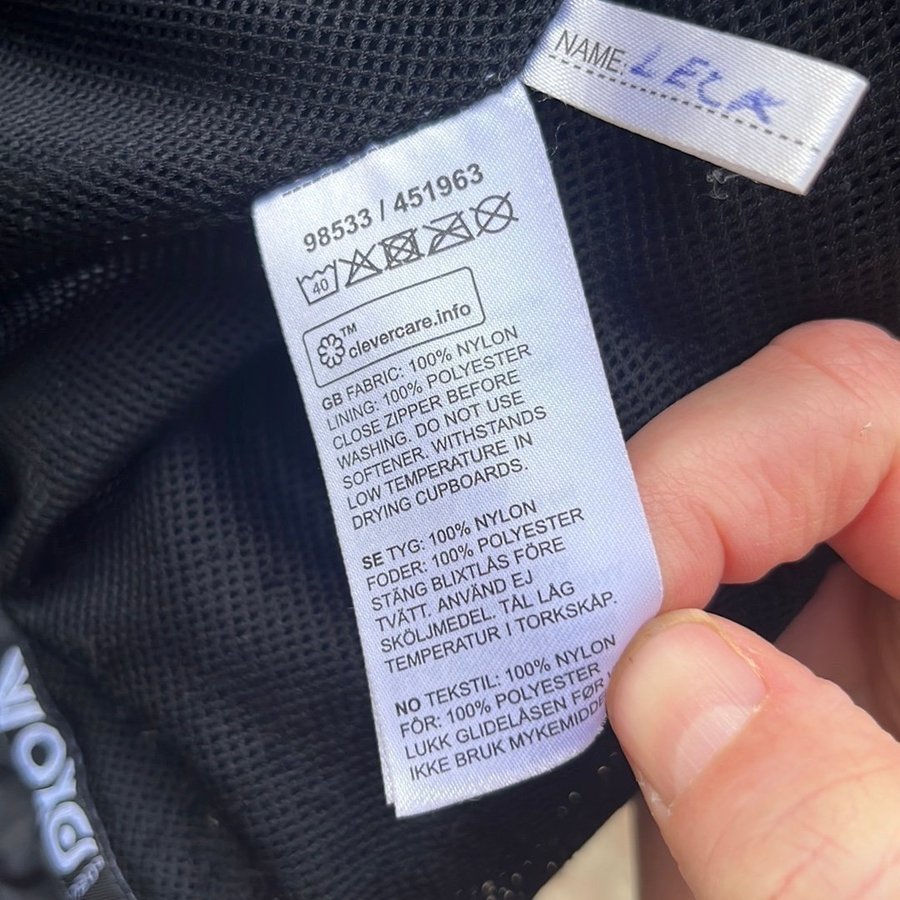 NAME: LECK
98533 / 451963
40
TM
clevercare.info
GB FABRIC: 100% NYLON
LINING: 100% POLYESTER
CLOSE ZIPPER BEFORE
WASHING. DO NOT USE
SOFTENER. WITHSTANDS
LOW TEMPERATURE IN
DRYING CUPBOARDS.
SE TYG: 100% NYLON
FODER: 100% POLYESTER
STÄNG BLIXTLÅS FÖRE
TVÄTT. ANVÄND EJ
SKÖLJMEDEL. TÅL LÅG
TEMPERATUR I TORKSKÅP.
NO TEKSTIL: 100% NYLON
FÓR: 100% POLYESTER
LUKK GLIDELÅSEN FØR
IKKE BRUK